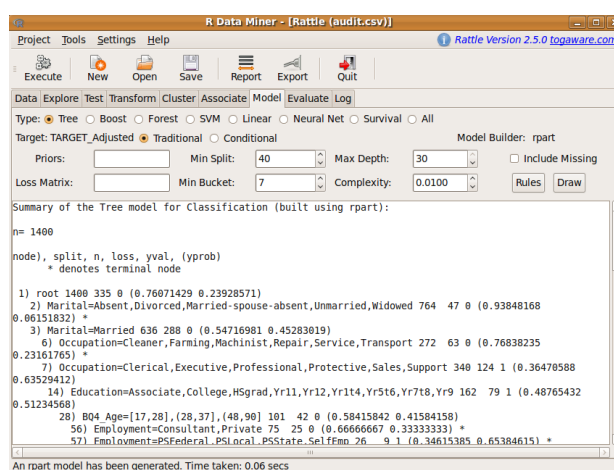 R Data Miner - [Rattle (audit.csv)]
Project Tools Settings Help Rattle Version 2.5.0 togaware.com
Execute New Open Save Report Export Quit
Data Explore Test Transform Cluster Associate Model Evaluate Log
Type: Tree Boost Forest SVM Linear Neural Net Survival All
Target: TARGET_Adjusted Traditional Conditional Model Builder: rpart
Priors: Min Split: 40 Max Depth: 30 Include Missing
Loss Matrix: Min Bucket: 7 Complexity: 0.0100 Rules Draw
Summary of the Tree model for Classification (built using rpart):
n= 1400
node), split, n, loss, yval, (yprob)
* denotes terminal node
1) root 1400 335 0 (0.76071429 0.23928571)
2) Marital=Absent,Divorced,Married-spouse-absent,Unmarried,Widowed 764 47 0 (0.93848168
0.06151832) *
3) Marital=Married 636 288 0 (0.54716981 0.45283019)
6) Occupation=Cleaner,Farming,Machinist,Repair,Service,Transport 272 63 0 (0.76838235
0.23161765) *
7) Occupation=Clerical,Executive,Professional,Protective,Sales,Support 340 124 1 (0.36470588
0.63529412)
14) Education=Associate,College,HSgrad,Yr11,Yr12,Yr1t4,Yr5t6,Yr7t8,Yr9 162 79 1 (0.48765432
0.51234568)
28) BQ4_Age=[17,28],(28,37],(48,90] 101 42 0 (0.58415842 0.41584158)
56) Employment=Consultant,Private 75 25 0 (0.66666667 0.33333333) *
57) Employment=PSFederal,PSLocal,PSState,SelfEmp 26 9 1 (0.34615385 0.65384615) *
An rpart model has been generated. Time taken: 0.06 secs